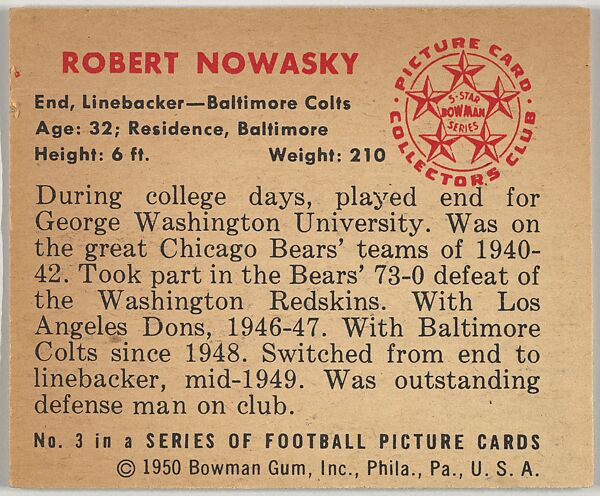 ROBERT NOWASKY
End, Linebacker—Baltimore Colts
Age: 32; Residence, Baltimore
Height: 6 ft. Weight: 210
PICTURE CARD
COLLECTORS CLUB
5-STAR
BOWMAN
SERIES
During college days, played end for
George Washington University. Was on
the great Chicago Bears' teams of 1940-
42. Took part in the Bears' 73-0 defeat of
the Washington Redskins. With Los
Angeles Dons, 1946-47. With Baltimore
Colts since 1948. Switched from end to
linebacker, mid-1949. Was outstanding
defense man on club.
No. 3 in a SERIES OF FOOTBALL PICTURE CARDS
© 1950 Bowman Gum, Inc., Phila., Pa., U. S. A.